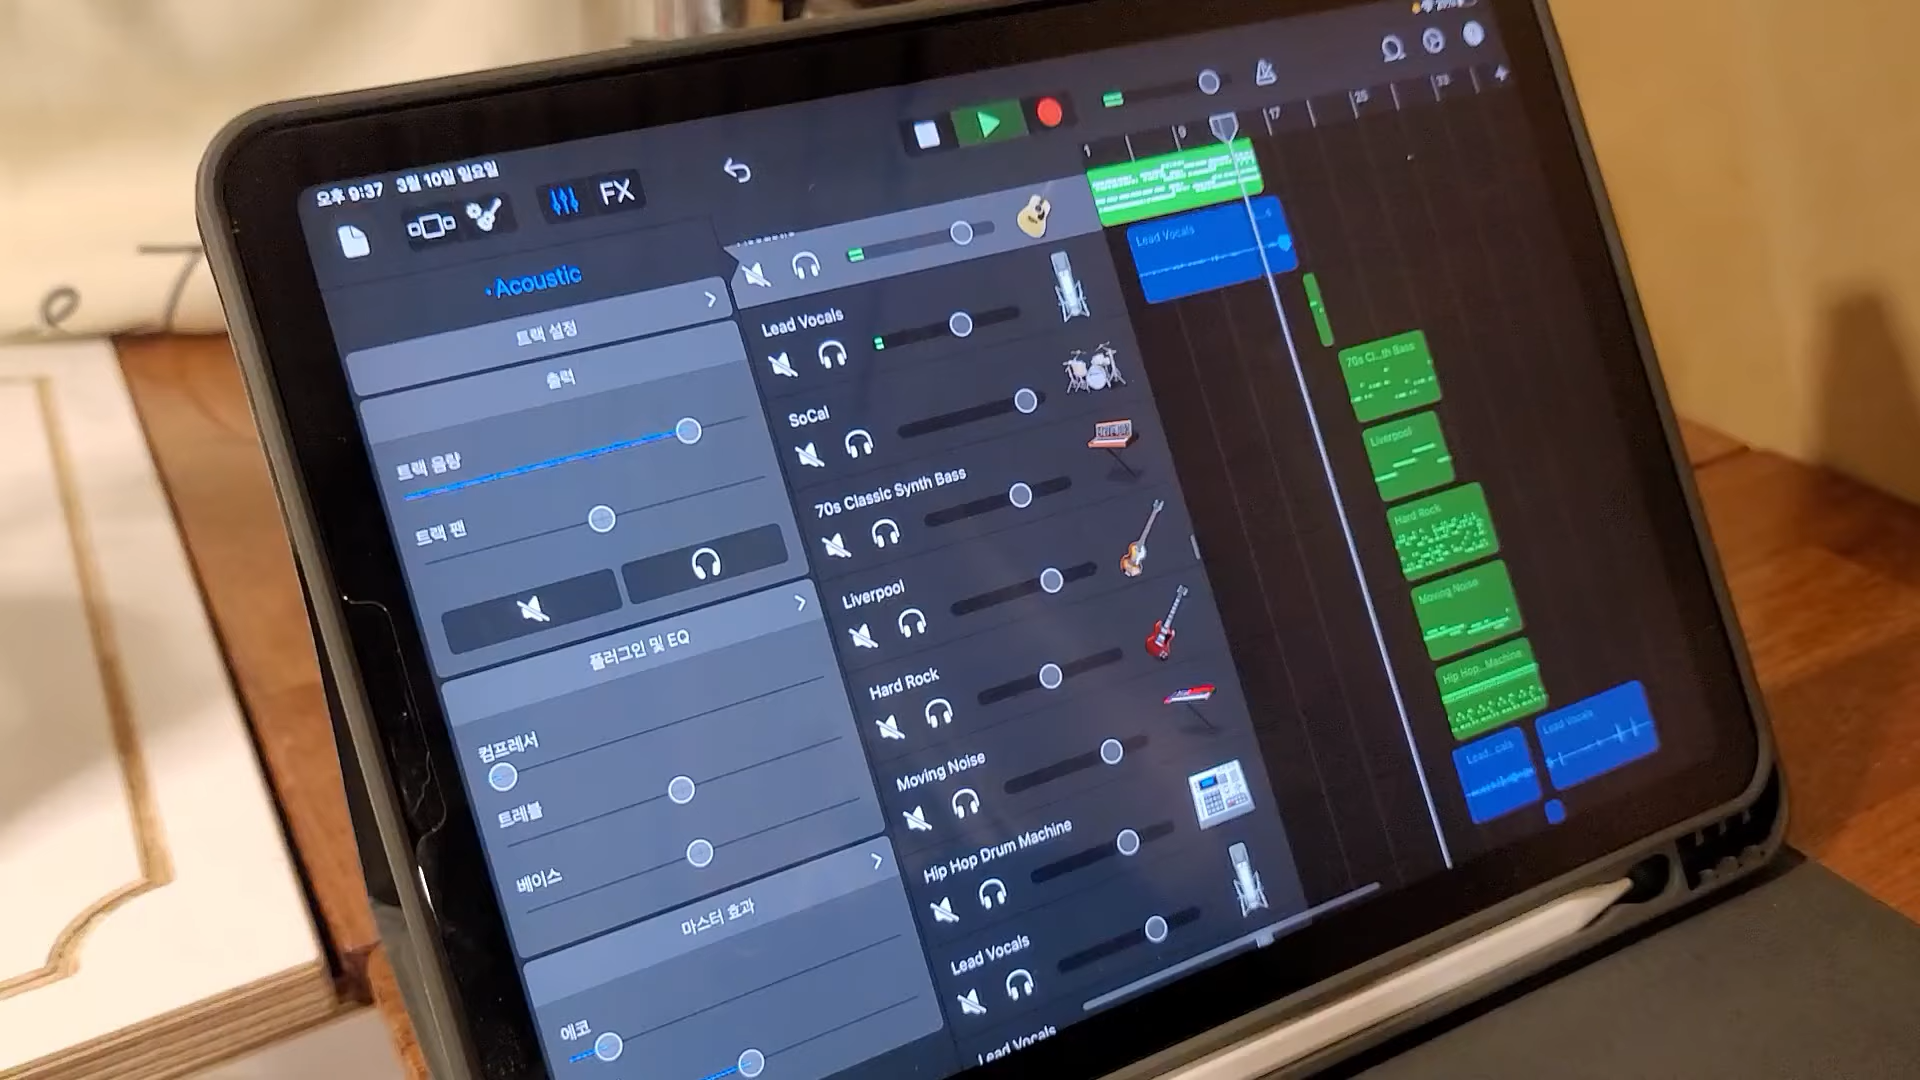 오후 9:37 3월 10일 일요일
FX
1
9
17
25
33
•Acoustic
트랙 설정
출력
트랙 음량
트랙 팬
플러그인 및 EQ
컴프레서
트레블
베이스
마스터 효과
에코
Lead Vocals
SoCal
70s Classic Synth Bass
Liverpool
Hard Rock
Moving Noise
Hip Hop Drum Machine
Lead Vocals
Lead Vocals
Lead Vocals
70s Cl...th Bass
Liverpool
Hard Rock
Moving Noise
Hip Hop...Machine
Lead...cals
Lead Vocals
7